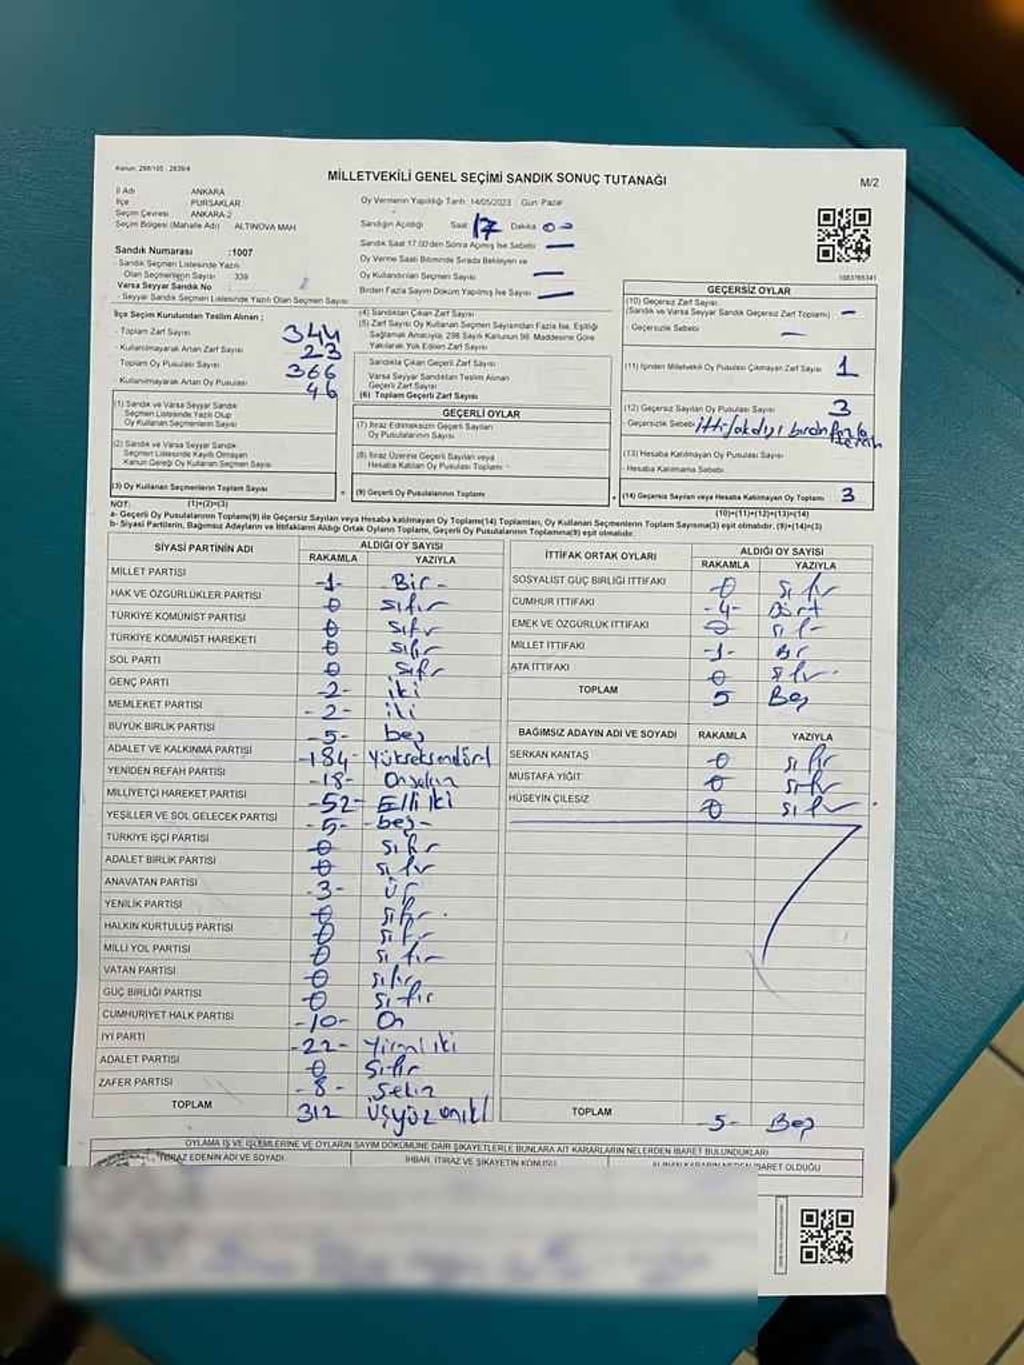 Kanun: 298/105 - 2839/4
MİLLETVEKİLİ GENEL SEÇİMİ SANDIK SONUÇ TUTANAĞI
M/2
İl Adı : ANKARA
İlçe : PURSAKLAR
Seçim Çevresi : ANKARA-2
Seçim Bölgesi (Mahalle Adı) : ALTINOVA MAH.
Sandık Numarası :1007
Sandık Seçmen Listesinde Yazılı
Olan Seçmenlerin Sayısı : 339
Varsa Seyyar Sandık No :
Seyyar Sandık Seçmen Listesinde Yazılı Olan Seçmen Sayısı:
Oy Vermenin Yapıldığı Tarih: 14/05/2023 Gün: Pazar
Sandığın Açıldığı Saat 17 Dakika 00
Sandık Saat 17.00'den Sonra Açılmış İse Sebebi : —
Oy Verme Saati Bitiminde Sırada Bekleyen ve
Oy Kullandırılan Seçmen Sayısı : —
Birden Fazla Sayım Döküm Yapılmış İse Sayısı : —
İlçe Seçim Kurulundan Teslim Alınan ;
- Toplam Zarf Sayısı : 344
- Kullanılmayarak Artan Zarf Sayısı : 23
Toplam Oy Pusulası Sayısı : 366
- Kullanılmayarak Artan Oy Pusulası : 46
(1) Sandık ve Varsa Seyyar Sandık
Seçmen Listesinde Yazılı Olup
Oy Kullanan Seçmenlerin Sayısı
(2) Sandık ve Varsa Seyyar Sandık
Seçmen Listesinde Kayıtlı Olmayan
Kanun Gereği Oy Kullanan Seçmen Sayısı
(3) Oy Kullanan Seçmenlerin Toplam Sayısı
(1)+(2)=(3)
(4) Sandıktan Çıkan Zarf Sayısı
(5) Zarf Sayısı Oy Kullanan Seçmen Sayısından Fazla İse, Eşitliği
Sağlamak Amacıyla, 298 Sayılı Kanunun 98. Maddesine Göre
Yakılarak Yok Edilen Zarf Sayısı
Sandıkta Çıkan Geçerli Zarf Sayısı
Varsa Seyyar Sandıktan Teslim Alınan
Geçerli Zarf Sayısı
(6) Toplam Geçerli Zarf Sayısı
GEÇERLİ OYLAR
(7) İtiraz Edilmeksizin Geçerli Sayılan
Oy Pusulalarının Sayısı
(8) İtiraz Üzerine Geçerli Sayılan veya
Hesaba Katılan Oy Pusulası Toplamı
= (9) Geçerli Oy Pusulalarının Toplamı
GEÇERSİZ OYLAR
(10) Geçersiz Zarf Sayısı
(Sandık ve Varsa Seyyar Sandık Geçersiz Zarf Toplamı) : —
- Geçersizlik Sebebi : —
(11) İçinden Milletvekili Oy Pusulası Çıkmayan Zarf Sayısı : 1
(12) Geçersiz Sayılan Oy Pusulası Sayısı : 3
- Geçersizlik Sebebi : ittifak dışı birden fazla tercih
(13) Hesaba Katılmayan Oy Pusulası Sayısı :
- Hesaba Katılmama Sebebi :
+ (14) Geçersiz Sayılan veya Hesaba Katılmayan Oy Toplamı 3
(10)+(11)+(12)+(13)=(14)
NOT:
a- Geçerli Oy Pusulaları Toplamı(9) ile Geçersiz Sayılan veya Hesaba katılmayan Oy Toplamı(14) Toplamları, Oy Kullanan Seçmenlerin Toplam Sayısına(3) eşit olmalıdır. (9)+(14)=(3)
b- Siyasi Partilerin, Bağımsız Adayların ve İttifakların Aldığı Ortak Oyların Toplamı, Geçerli Oy Pusulalarının Toplamına(9) eşit olmalıdır.
SİYASİ PARTİNİN ADI ALDIĞI OY SAYISI
RAKAMLA YAZIYLA
MİLLET PARTİSİ -1- Bir-
HAK VE ÖZGÜRLÜKLER PARTİSİ 0 sıfır
TÜRKİYE KOMÜNİST PARTİSİ 0 sıfır
TÜRKİYE KOMÜNİST HAREKETİ 0 sıfır
SOL PARTİ 0 sıfır
GENÇ PARTİ -2- iki
MEMLEKET PARTİSİ -2- iki
BÜYÜK BİRLİK PARTİSİ -5- beş
ADALET VE KALKINMA PARTİSİ -184- Yükseksendört
YENİDEN REFAH PARTİSİ -18- Onsekiz
MİLLİYETÇİ HAREKET PARTİSİ -52- Elliiki
YEŞİLLER VE SOL GELECEK PARTİSİ -5- -beş-
TÜRKİYE İŞÇİ PARTİSİ 0 sıfır
ADALET BİRLİK PARTİSİ 0 sıfır
ANAVATAN PARTİSİ -3- üç
YENİLİK PARTİSİ 0 sıfır
HALKIN KURTULUŞ PARTİSİ 0 sıfır
MİLLİ YOL PARTİSİ 0 sıfır
VATAN PARTİSİ 0 sıfır
GÜÇ BİRLİĞİ PARTİSİ 0 sıfır
CUMHURİYET HALK PARTİSİ -10- On
İYİ PARTİ -22- Yirmiiki
ADALET PARTİSİ 0 Sıfır
ZAFER PARTİSİ -8- Sekiz
TOPLAM 312 Üçyüzoniki
İTTİFAK ORTAK OYLARI ALDIĞI OY SAYISI
RAKAMLA YAZIYLA
SOSYALİST GÜÇ BİRLİĞİ İTTİFAKI 0 sıfır
CUMHUR İTTİFAKI -4- Dört
EMEK VE ÖZGÜRLÜK İTTİFAKI 0 sıfır
MİLLET İTTİFAKI -1- Bir
ATA İTTİFAKI 0 sıfır
TOPLAM 5 Beş
BAĞIMSIZ ADAYIN ADI VE SOYADI RAKAMLA YAZIYLA
SERKAN KANTAŞ 0 sıfır
MUSTAFA YİĞİT 0 sıfır
HÜSEYİN ÇİLESİZ 0 sıfır
TOPLAM -5- Beş
OYLAMA İŞ VE İŞLEMLERİNE VE OYLARIN SAYIM DÖKÜMÜNE DAİR ŞİKAYETLERLE BUNLARA AİT KARARLARIN NELERDEN İBARET BULUNDUKLARI
İTİRAZ EDENİN ADI VE SOYADI İHBAR, İTİRAZ VE ŞİKAYETİN KONUSU ALINAN KARARIN NEDEN İBARET OLDUĞU